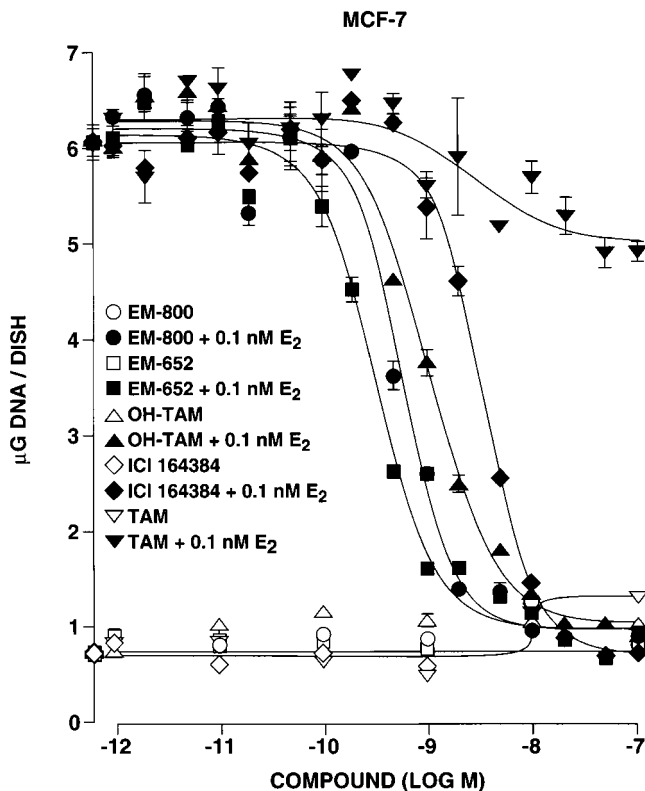 MCF-7
7
6
5
4
3
2
1
0
μG DNA / DISH
EM-800
EM-800 + 0.1 nM E₂
EM-652
EM-652 + 0.1 nM E₂
OH-TAM
OH-TAM + 0.1 nM E₂
ICI 164384
ICI 164384 + 0.1 nM E₂
TAM
TAM + 0.1 nM E₂
-12 -11 -10 -9 -8 -7
COMPOUND (LOG M)